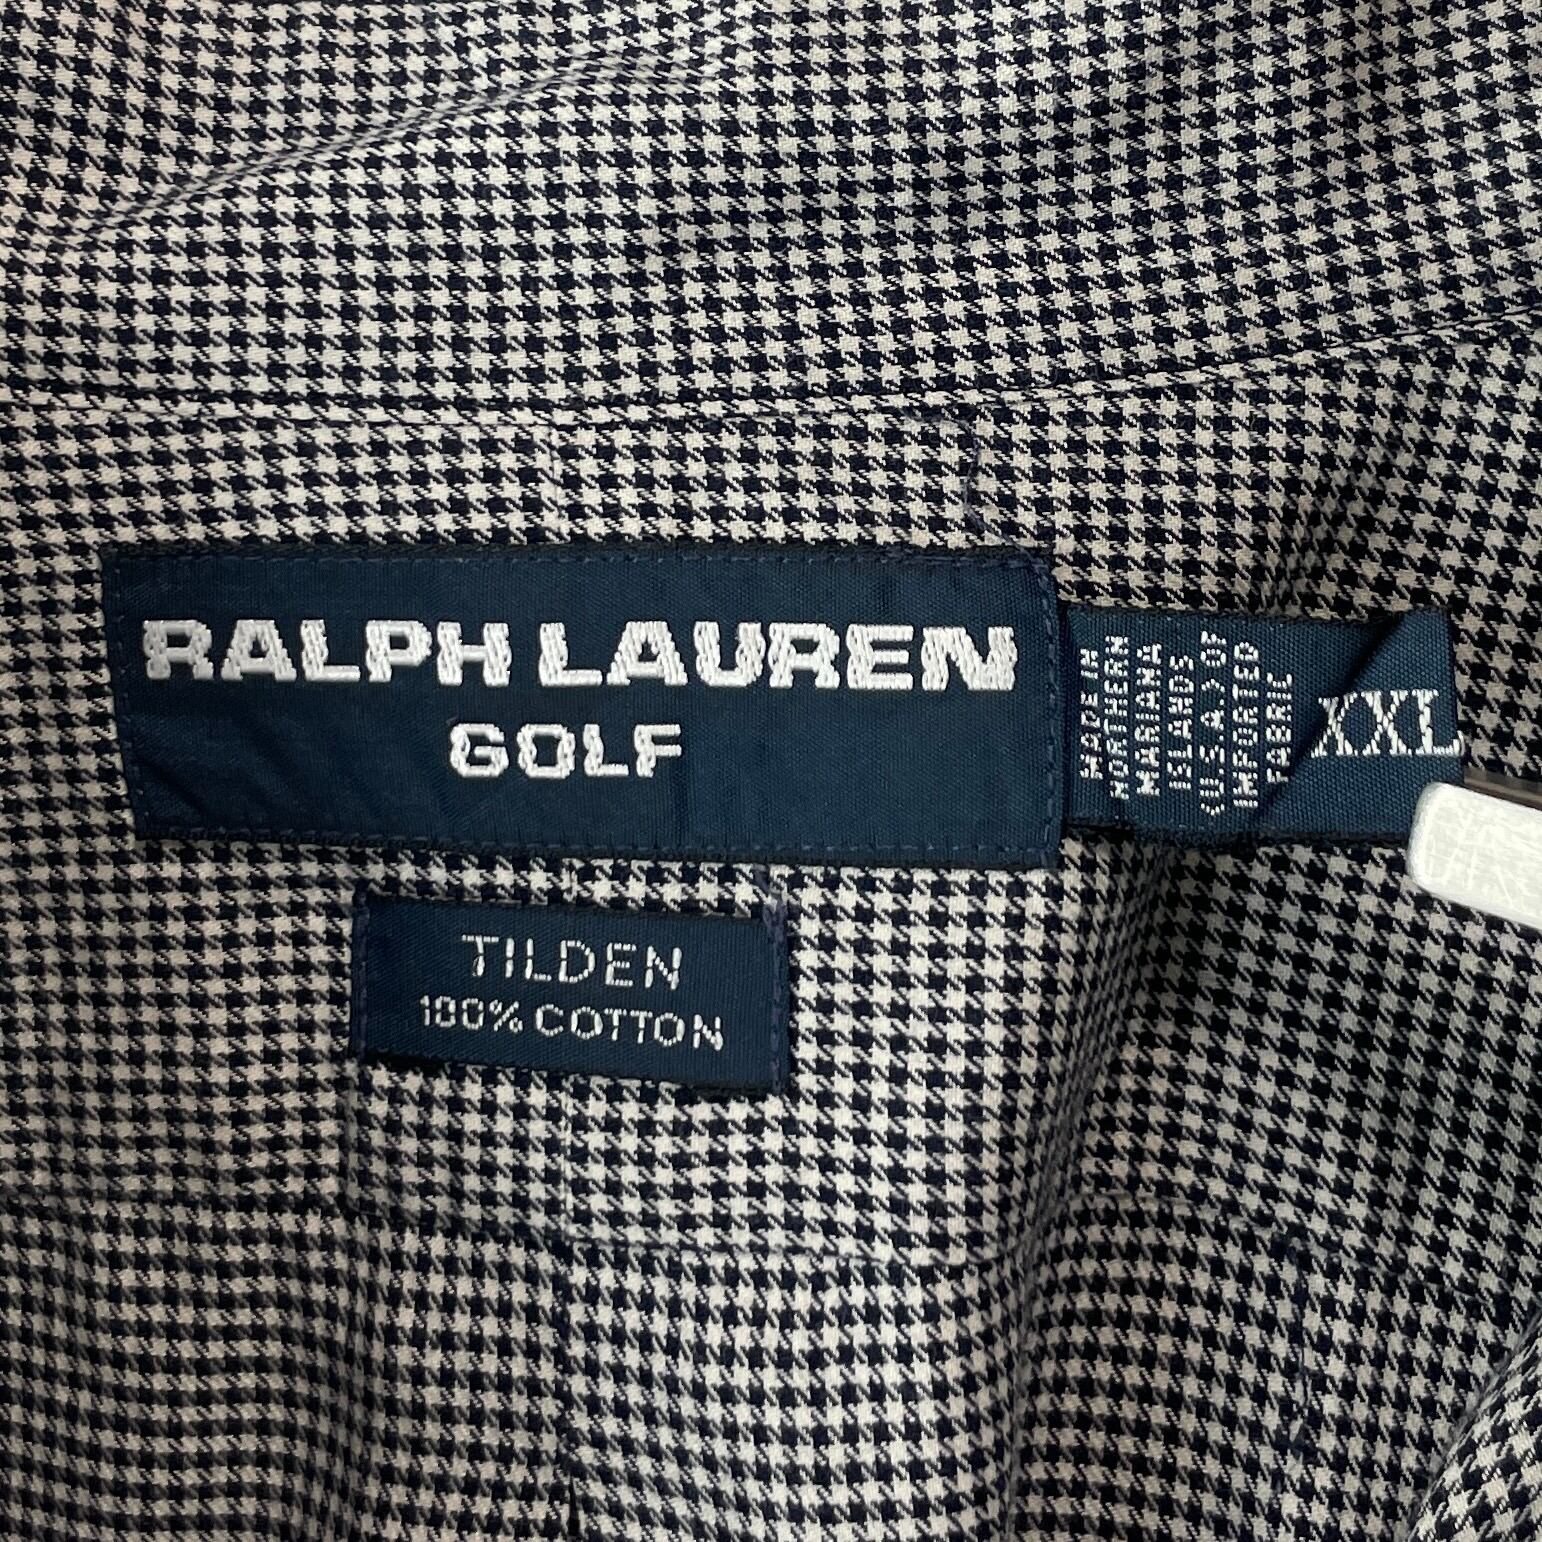 RALPH LAUREN
GOLF
MADE IN
NORTHERN
MARIANA
ISLANDS
(U.S.A.) OF
IMPORTED
FABRIC
XXL
TILDEN
100% COTTON